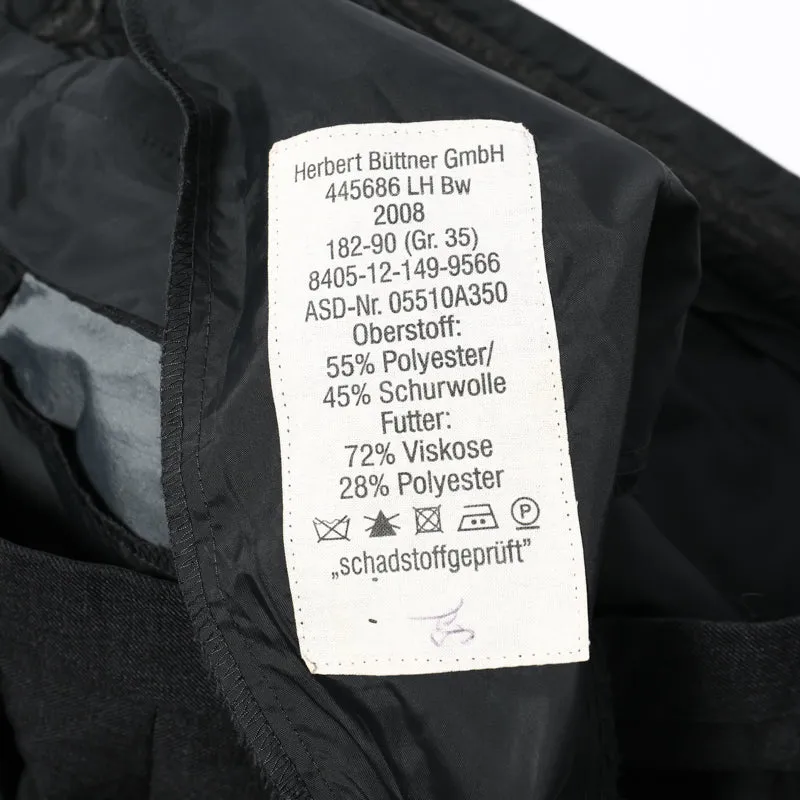 Herbert Büttner GmbH
445686 LH Bw
2008
182-90 (Gr. 35)
8405-12-149-9566
ASD-Nr. 05510A350
Oberstoff:
55% Polyester/
45% Schurwolle
Futter:
72% Viskose
28% Polyester
P
„schadstoffgeprüft”